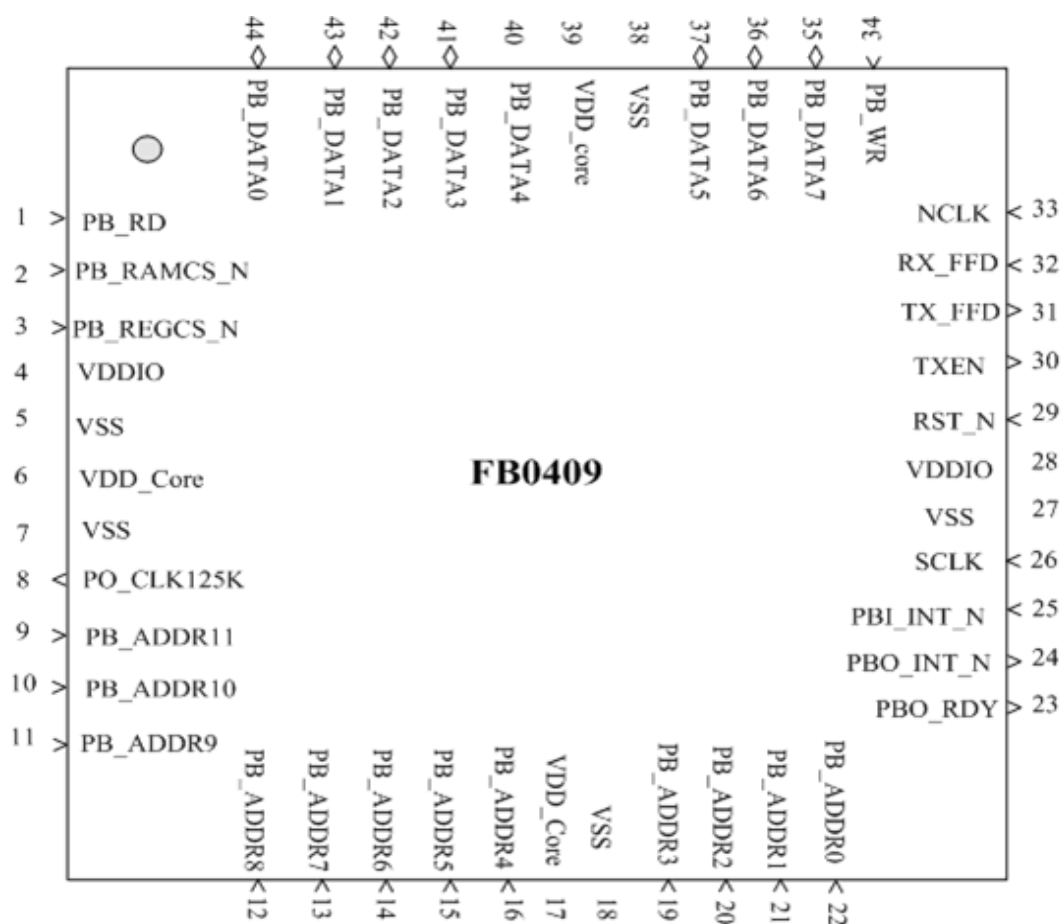 44 43 42 41 40 39 38 37 36 35 34
PB_DATA0 PB_DATA1 PB_DATA2 PB_DATA3 PB_DATA4 VDD_core VSS PB_DATA5 PB_DATA6 PB_DATA7 PB_WR
1 PB_RD NCLK 33
2 PB_RAMCS_N RX_FFD 32
3 PB_REGCS_N TX_FFD 31
4 VDDIO TXEN 30
5 VSS RST_N 29
6 VDD_Core FB0409 VDDIO 28
7 VSS VSS 27
8 PO_CLK125K SCLK 26
9 PB_ADDR11 PBI_INT_N 25
10 PB_ADDR10 PBO_INT_N 24
11 PB_ADDR9 PBO_RDY 23
PB_ADDR8 PB_ADDR7 PB_ADDR6 PB_ADDR5 PB_ADDR4 VDD_Core VSS PB_ADDR3 PB_ADDR2 PB_ADDR1 PB_ADDR0
12 13 14 15 16 17 18 19 20 21 22